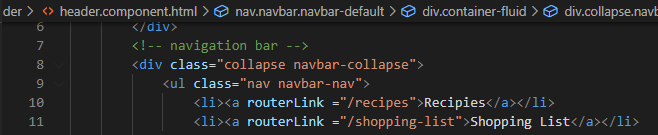 der > header.component.html > nav.navbar.navbar-default > div.container-fluid > div.collapse.navb
6 </div>
7 <!-- navigation bar -->
8 <div class="collapse navbar-collapse">
9 <ul class="nav navbar-nav">
10 <li><a routerLink ="/recipes">Recipies</a></li>
11 <li><a routerLink ="/shopping-list">Shopping List</a></li>